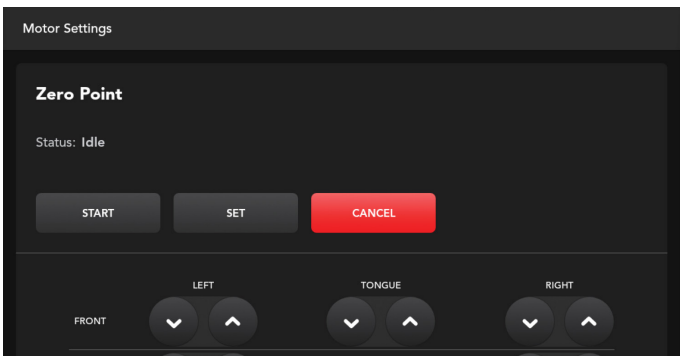 Motor Settings
Zero Point
Status: Idle
START SET CANCEL
LEFT TONGUE RIGHT
FRONT